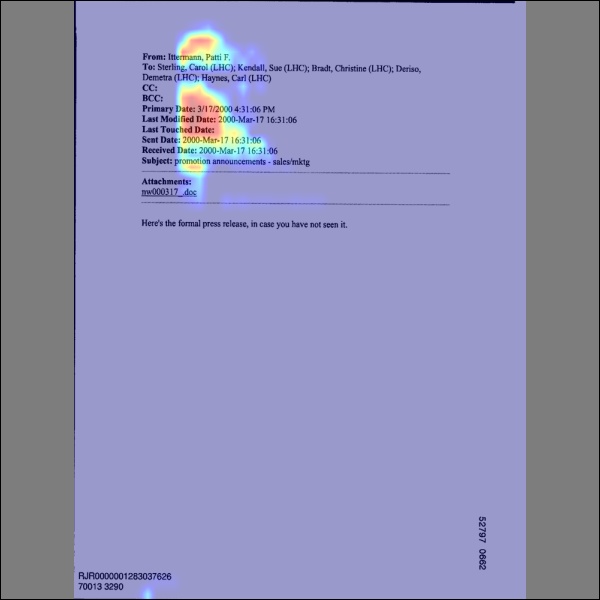 From: Ittermann, Patti F.
To: Sterling, Carol (LHC); Kendall, Sue (LHC); Bradt, Christine (LHC); Deriso,
Demetra (LHC); Haynes, Carl (LHC)
CC:
BCC:
Primary Date: 3/17/2000 4:31:06 PM
Last Modified Date: 2000-Mar-17 16:31:06
Last Touched Date:
Sent Date: 2000-Mar-17 16:31:06
Received Date: 2000-Mar-17 16:31:06
Subject: promotion announcements - sales/mktg
Attachments:
nw000317_.doc
Here's the formal press release, in case you have not seen it.
52797 0662
RJR0000001283037626
70013 3290